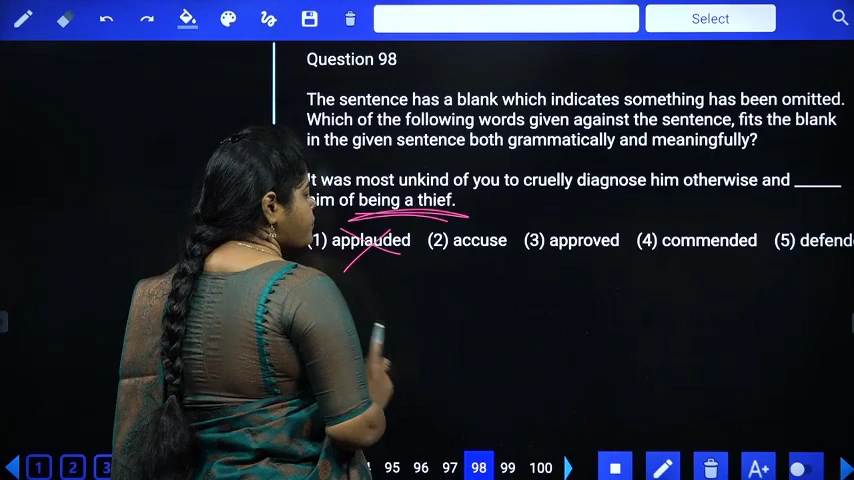 Select
Question 98
The sentence has a blank which indicates something has been omitted.
Which of the following words given against the sentence, fits the blank
in the given sentence both grammatically and meaningfully?
It was most unkind of you to cruelly diagnose him otherwise and ______
him of being a thief.
(1) applauded (2) accuse (3) approved (4) commended (5) defend
1 2 3 95 96 97 98 99 100 A+